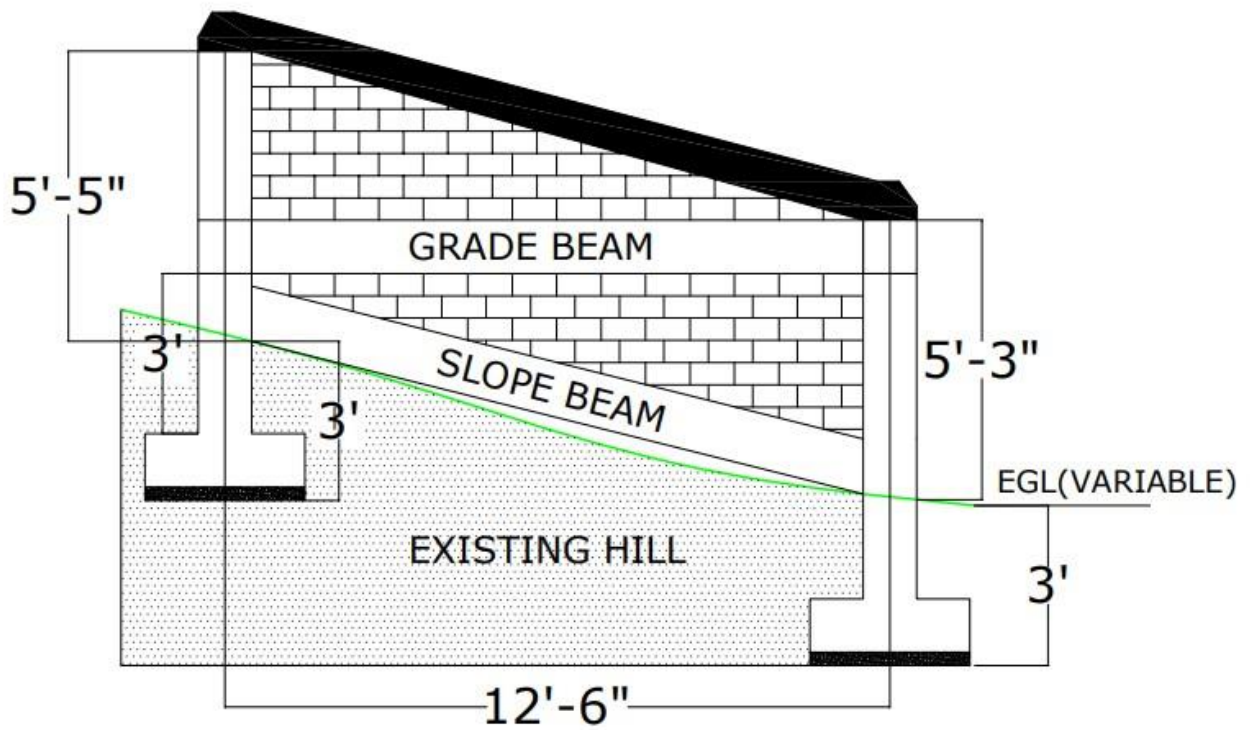 5'-5"
GRADE BEAM
3'
SLOPE BEAM
5'-3"
3'
EGL(VARIABLE)
EXISTING HILL
3'
12'-6"